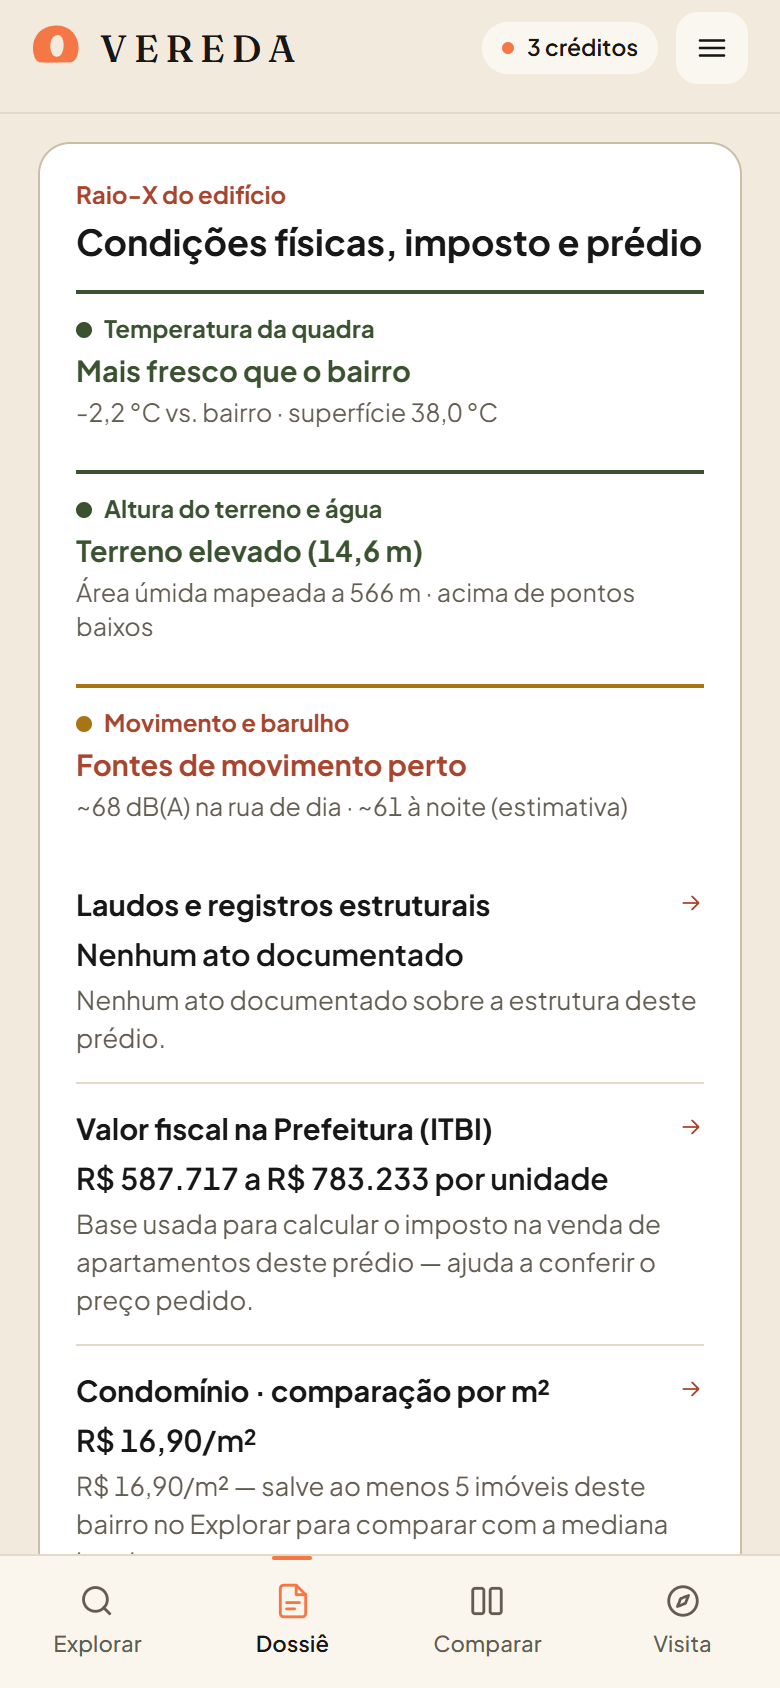 VEREDA
3 créditos
Raio-X do edifício
Condições físicas, imposto e prédio
Temperatura da quadra
Mais fresco que o bairro
-2,2 °C vs. bairro · superfície 38,0 °C
Altura do terreno e água
Terreno elevado (14,6 m)
Área úmida mapeada a 566 m · acima de pontos
baixos
Movimento e barulho
Fontes de movimento perto
~68 dB(A) na rua de dia · ~61 à noite (estimativa)
Laudos e registros estruturais →
Nenhum ato documentado
Nenhum ato documentado sobre a estrutura deste
prédio.
Valor fiscal na Prefeitura (ITBI) →
R$ 587.717 a R$ 783.233 por unidade
Base usada para calcular o imposto na venda de
apartamentos deste prédio — ajuda a conferir o
preço pedido.
Condomínio · comparação por m² →
R$ 16,90/m²
R$ 16,90/m² — salve ao menos 5 imóveis deste
bairro no Explorar para comparar com a mediana
Explorar
Dossiê
Comparar
Visita